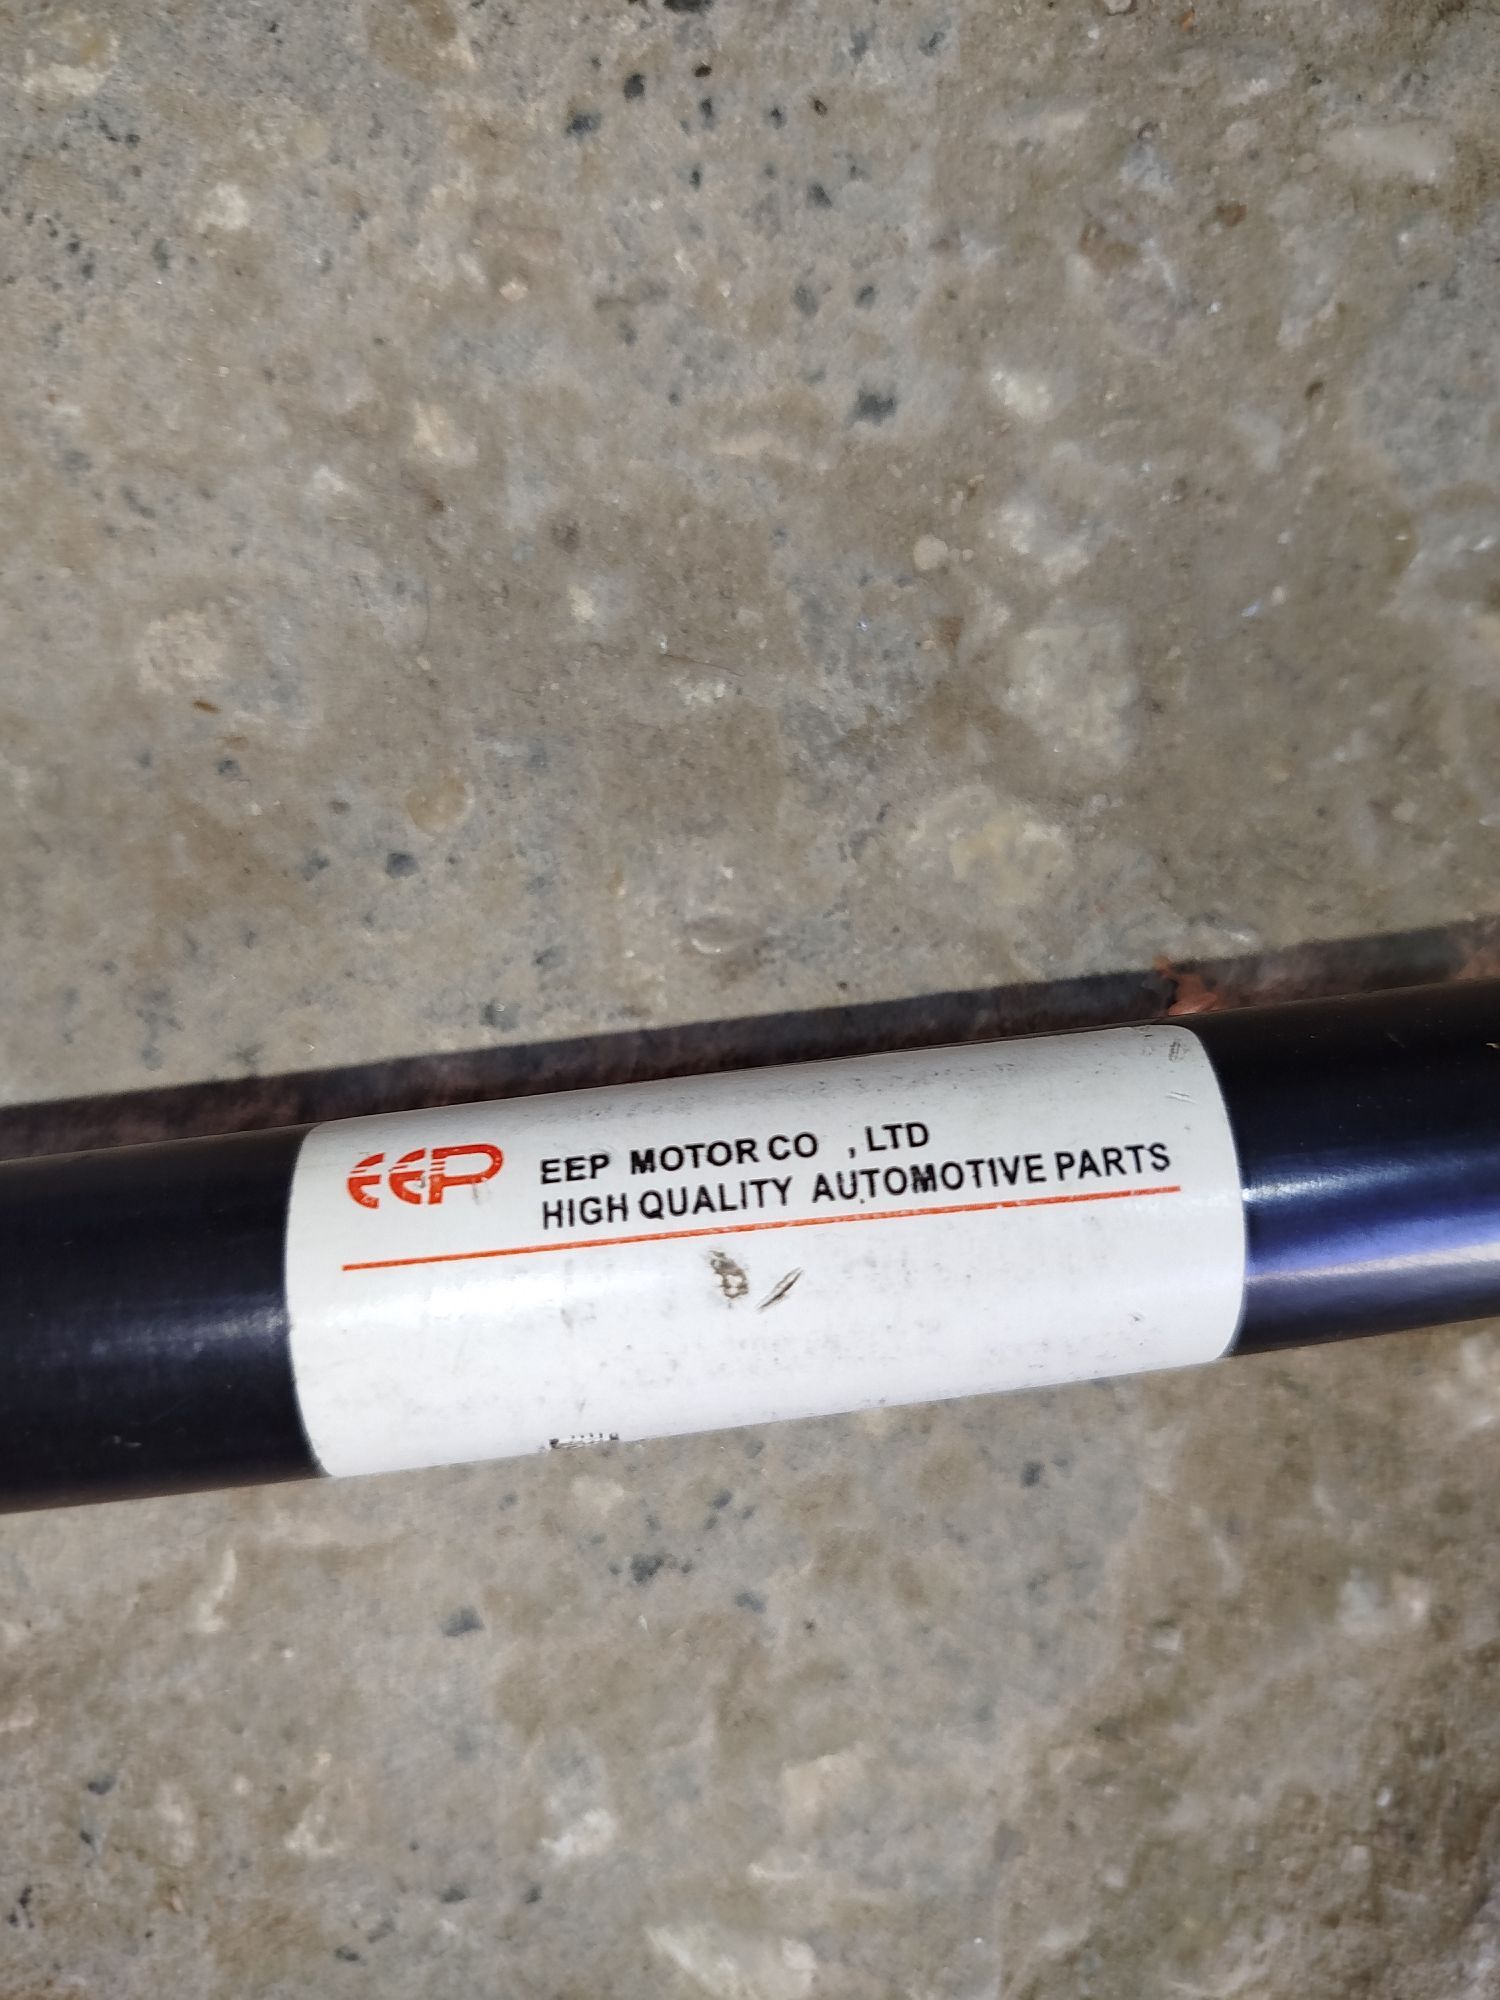 EEP
EEP MOTOR CO , LTD
HIGH QUALITY AUTOMOTIVE PARTS